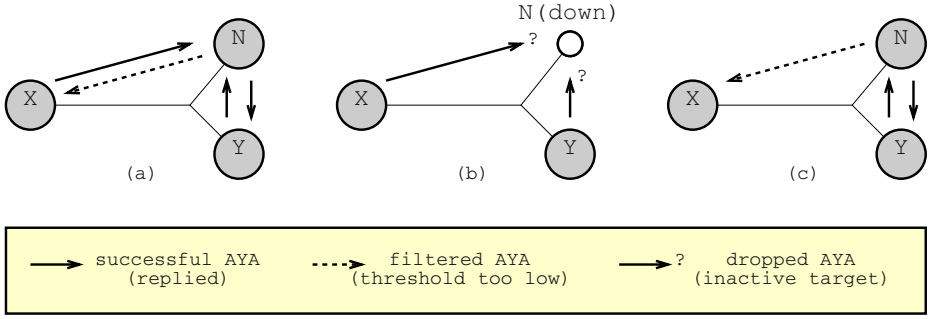 N
X
Y
(a)
N(down)
?
X
?
Y
(b)
N
X
Y
(c)
successful AYA
(replied)
filtered AYA
(threshold too low)
? dropped AYA
(inactive target)